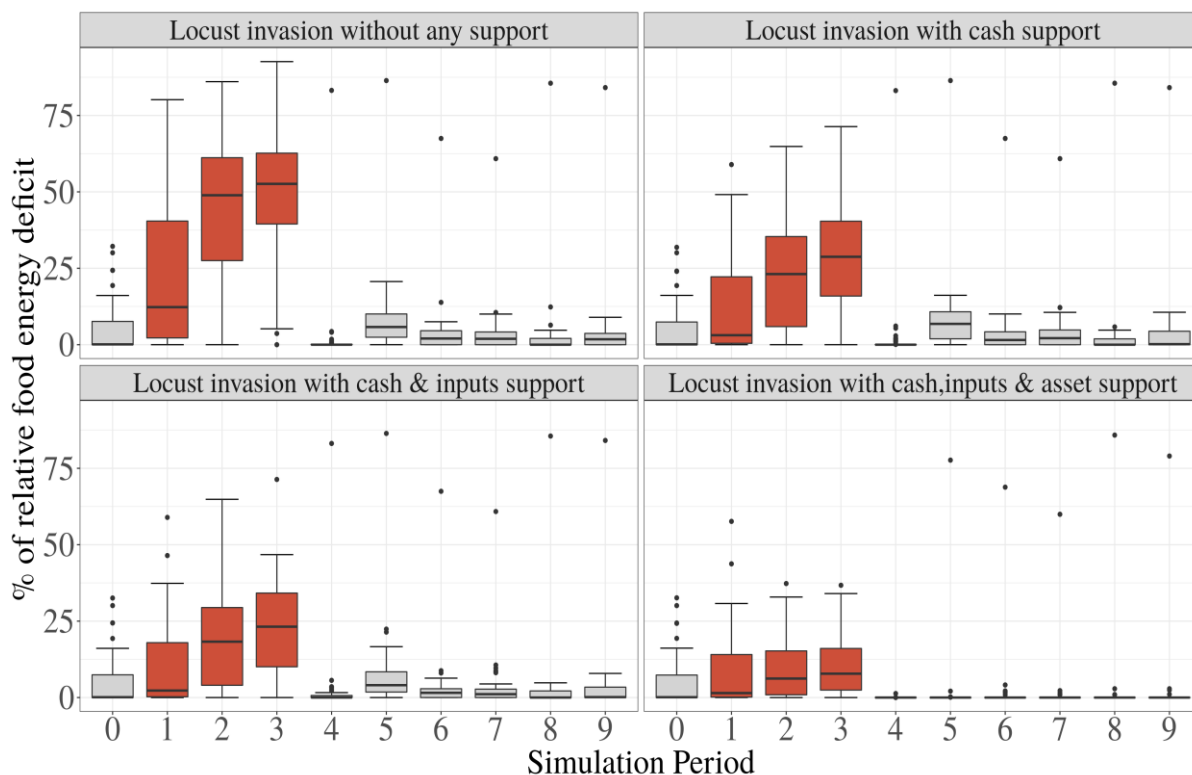 Locust invasion without any support
Locust invasion with cash support
% of relative food energy deficit
75
50
25
0
Locust invasion with cash & inputs support
Locust invasion with cash,inputs & asset support
75
50
25
0
0 1 2 3 4 5 6 7 8 9
0 1 2 3 4 5 6 7 8 9
Simulation Period